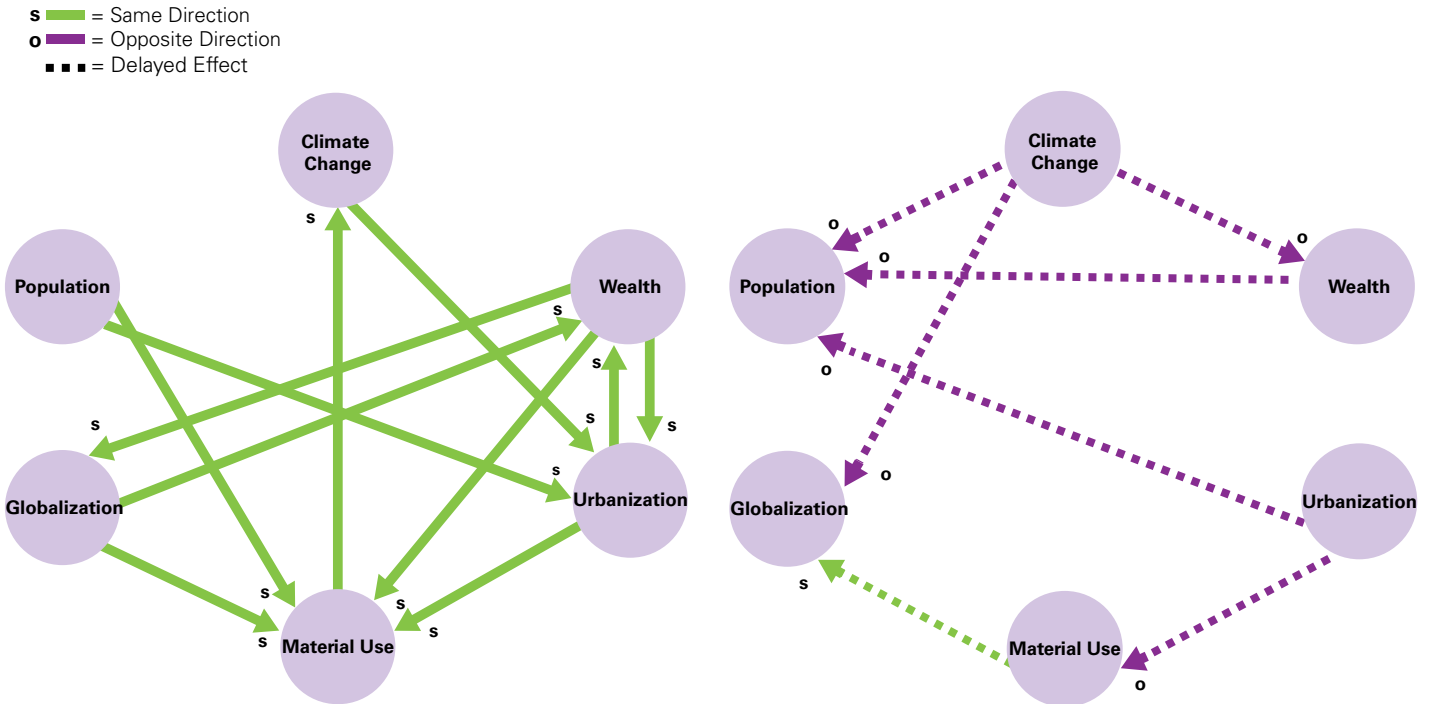 s = Same Direction
o = Opposite Direction
= Delayed Effect
Climate
Change
s
Population
Wealth
s
s
s
s
s
s
Globalization
Urbanization
s
s
s
s
Material Use
Climate
Change
o
o
o
Population
Wealth
o
o
Globalization
Urbanization
s
Material Use
o